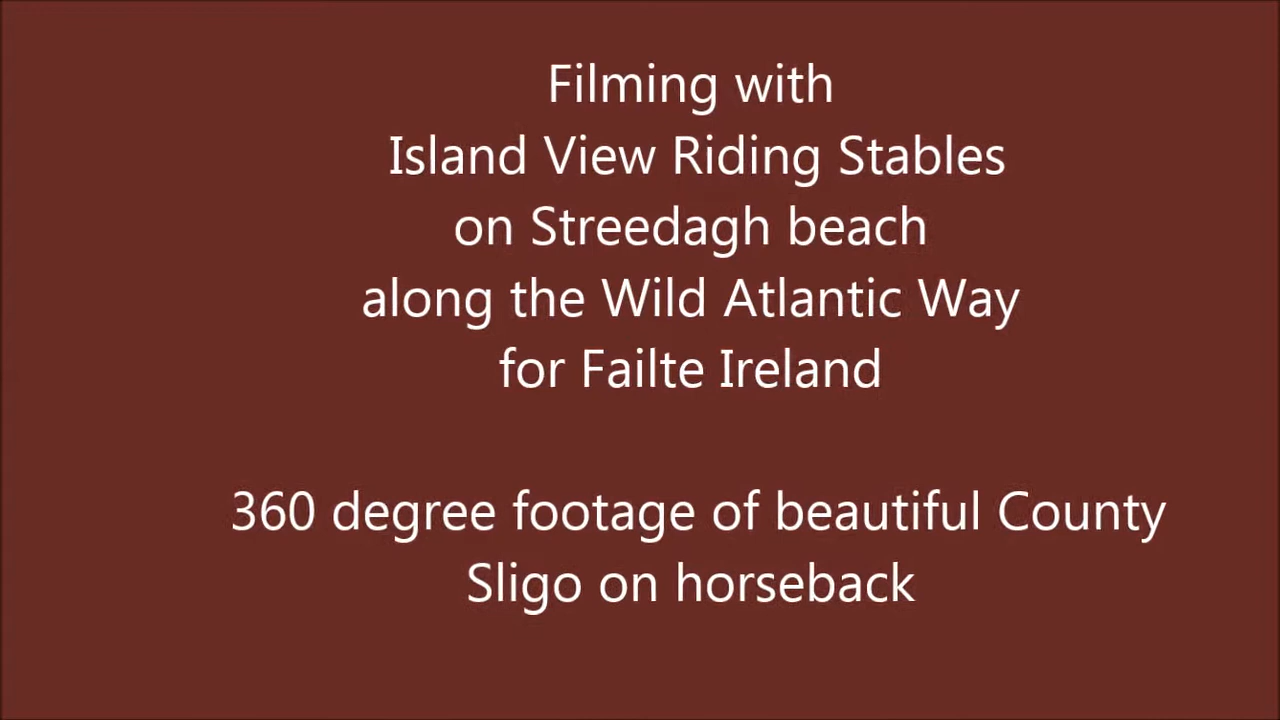 Filming with
Island View Riding Stables
on Streedagh beach
along the Wild Atlantic Way
for Failte Ireland
360 degree footage of beautiful County
Sligo on horseback